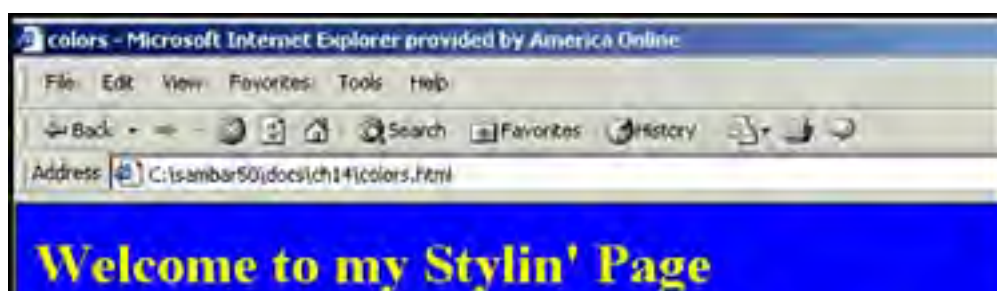 colors - Microsoft Internet Explorer provided by America Online
File Edit View Favorites Tools Help
Back Search Favorites History
Address C:\sambar50\docs\ch14\colors.html
Welcome to my Stylin' Page